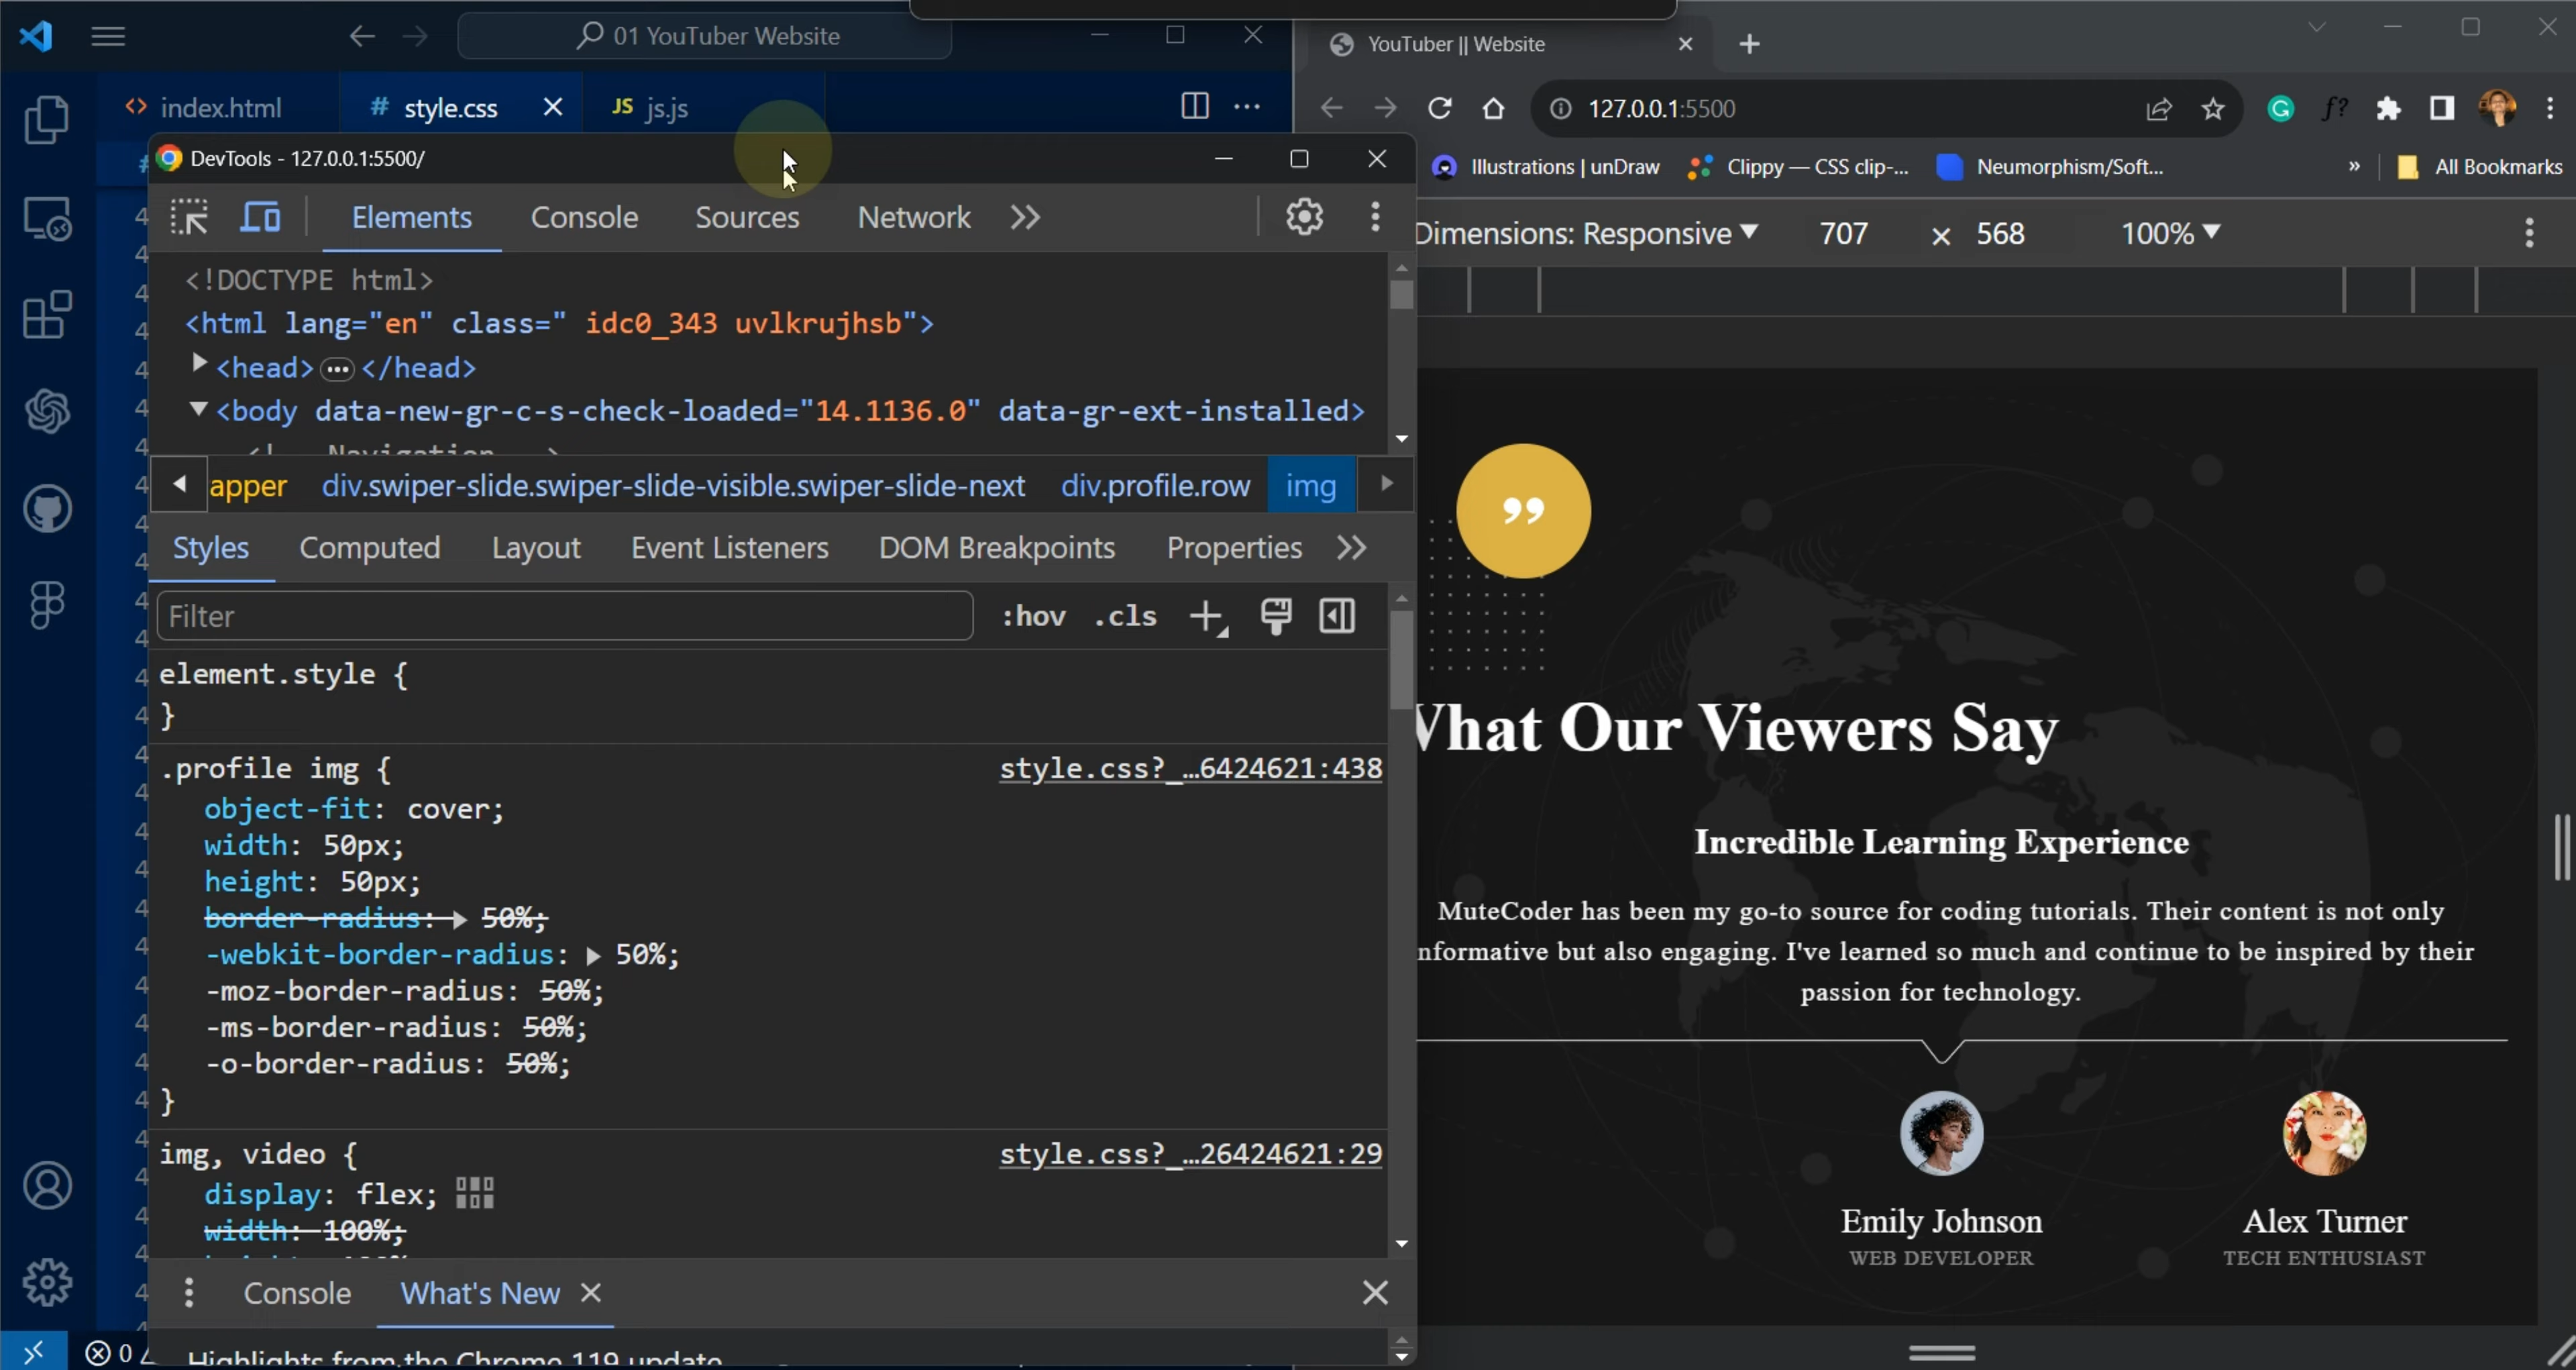 01 YouTuber Website
index.html
# style.css
JS js.js
DevTools - 127.0.0.1:5500/
Elements Console Sources Network
<!DOCTYPE html>
<html lang="en" class=" idc0_343 uvlkrujhsb">
<head> </head>
<body data-new-gr-c-s-check-loaded="14.1136.0" data-gr-ext-installed>
apper div.swiper-slide.swiper-slide-visible.swiper-slide-next div.profile.row img
Styles Computed Layout Event Listeners DOM Breakpoints Properties
Filter :hov .cls
element.style {
}
.profile img { style.css?_…6424621:438
object-fit: cover;
width: 50px;
height: 50px;
border-radius: 50%;
-webkit-border-radius: 50%;
-moz-border-radius: 50%;
-ms-border-radius: 50%;
-o-border-radius: 50%;
}
img, video { style.css?_…26424621:29
display: flex;
width: 100%;
Console What's New
Highlights from the Chrome 119 update
0
YouTuber || Website
127.0.0.1:5500
Illustrations | unDraw Clippy — CSS clip-... Neumorphism/Soft... » All Bookmarks
Dimensions: Responsive 707 × 568 100%
What Our Viewers Say
Incredible Learning Experience
MuteCoder has been my go-to source for coding tutorials. Their content is not only
nformative but also engaging. I've learned so much and continue to be inspired by their
passion for technology.
Emily Johnson
WEB DEVELOPER
Alex Turner
TECH ENTHUSIAST